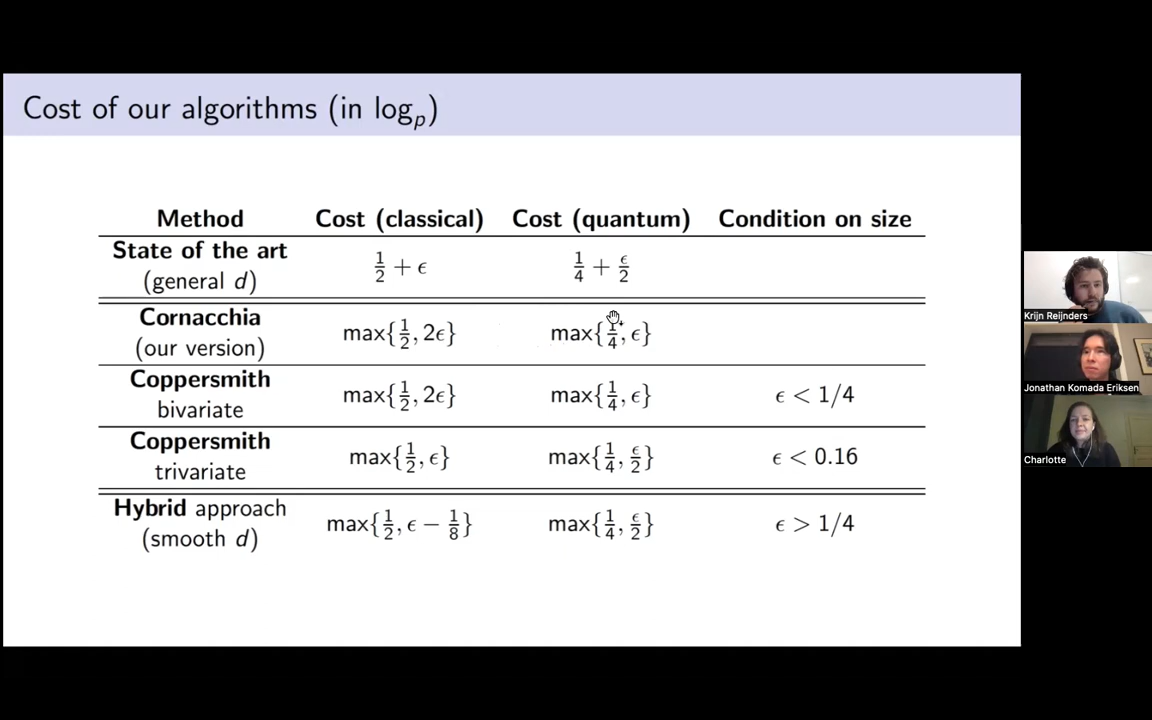 Cost of our algorithms (in log_p)
Method Cost (classical) Cost (quantum) Condition on size
State of the art (general d) 1/2 + ϵ 1/4 + ϵ/2
Cornacchia (our version) max{1/2, 2ϵ} max{1/4, ϵ}
Coppersmith bivariate max{1/2, 2ϵ} max{1/4, ϵ} ϵ < 1/4
Coppersmith trivariate max{1/2, ϵ} max{1/4, ϵ/2} ϵ < 0.16
Hybrid approach (smooth d) max{1/2, ϵ − 1/8} max{1/4, ϵ/2} ϵ > 1/4
Krijn Reijnders
Jonathan Komada Eriksen
Charlotte